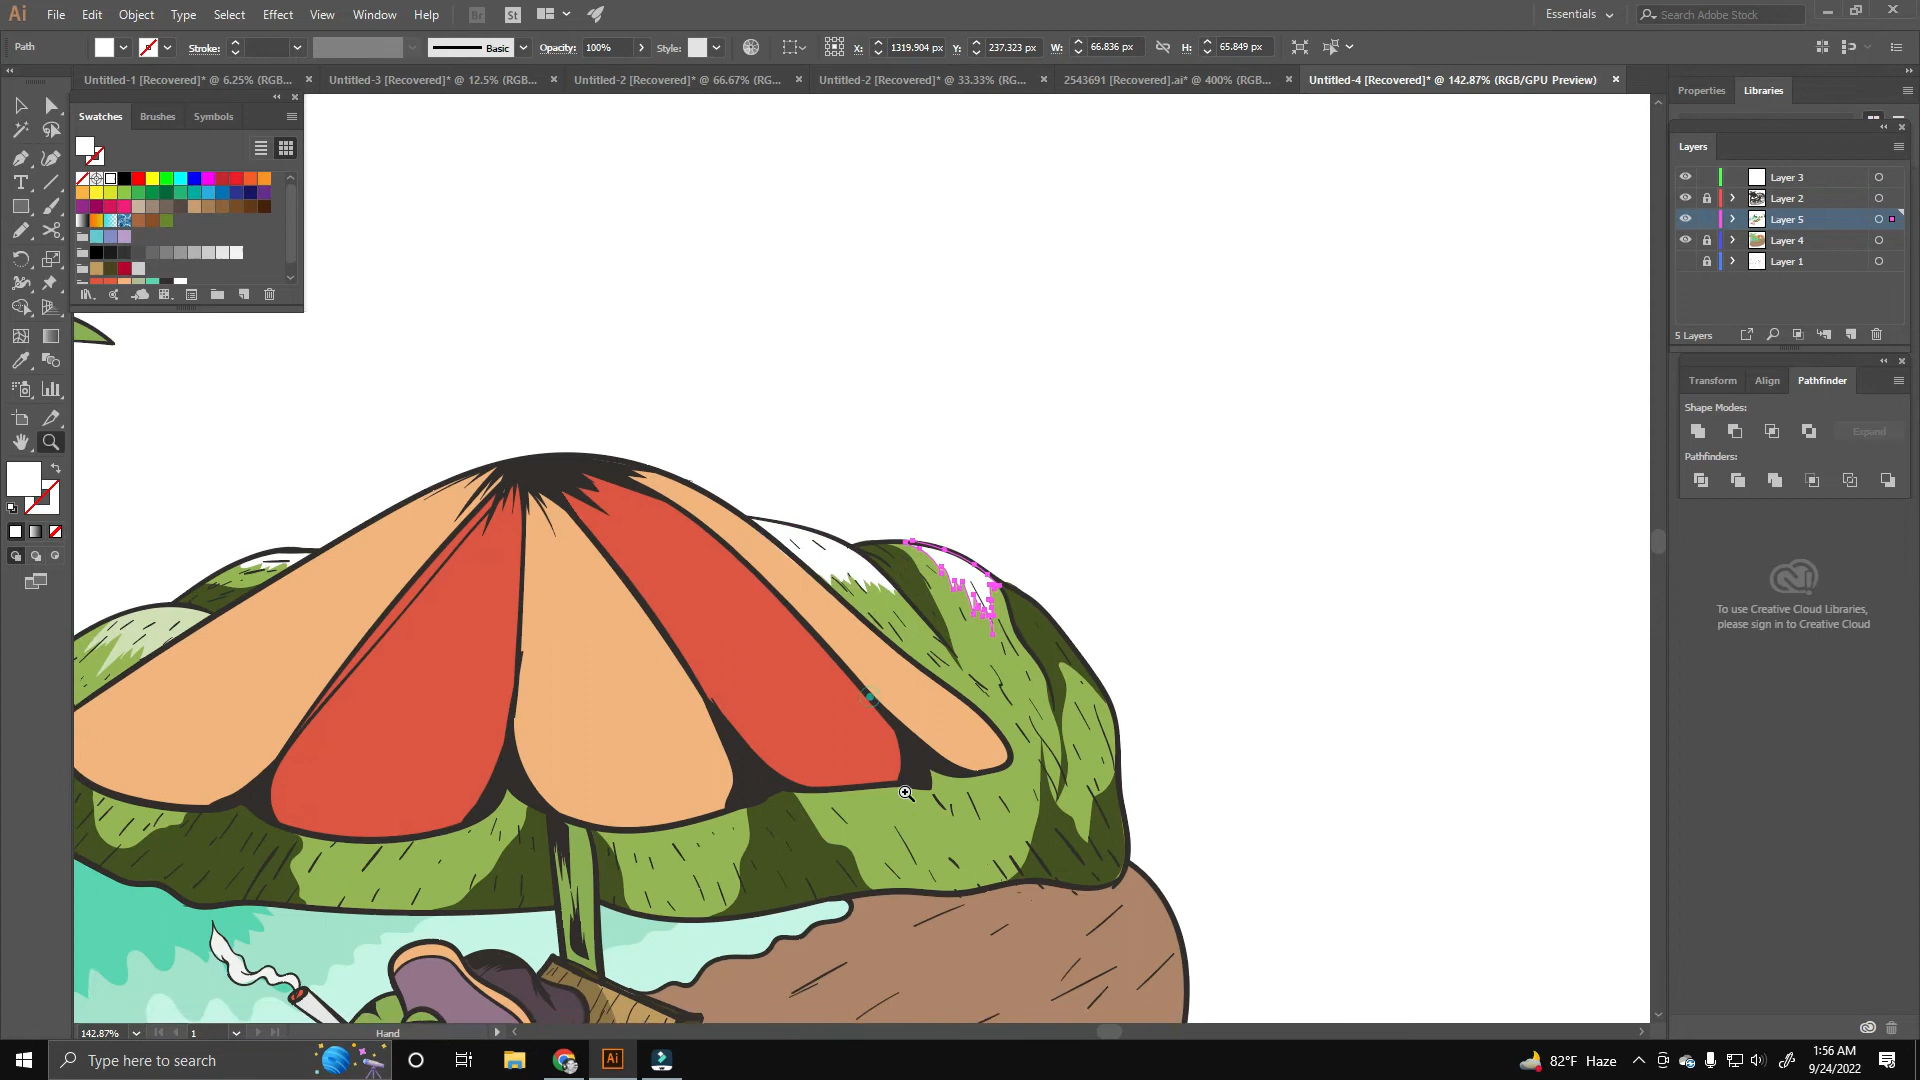 Ai File Edit Object Type Select Effect View Window Help Br St Essentials Search Adobe Stock
Path Stroke: Basic Opacity: 100% Style: X: 1319.904 px Y: 237.323 px W: 66.836 px H: 65.849 px
Untitled-1 [Recovered]* @ 6.25% (RGB... × Untitled-3 [Recovered]* @ 12.5% (RGB... × Untitled-2 [Recovered]* @ 66.67% (RG... × Untitled-2 [Recovered]* @ 33.33% (RG... × 2543691 [Recovered].ai* @ 400% (RGB... × Untitled-4 [Recovered]* @ 142.87% (RGB/GPU Preview) ×
Properties Libraries
Swatches Brushes Symbols
Layers
Layer 3
Layer 2
Layer 5
Layer 4
Layer 1
5 Layers
Transform Align Pathfinder
Shape Modes:
Expand
Pathfinders:
To use Creative Cloud Libraries,
please sign in to Creative Cloud
142.87% 1 Hand
Type here to search
Ai
82°F Haze
1:56 AM
9/24/2022